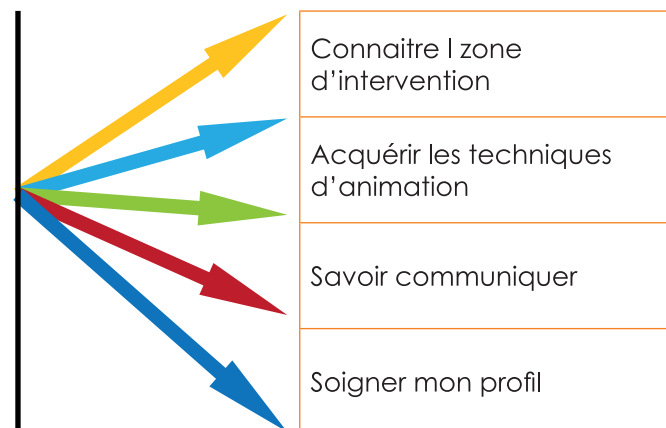 Connaitre l zone
d'intervention
Acquérir les techniques
d'animation
Savoir communiquer
Soigner mon profil